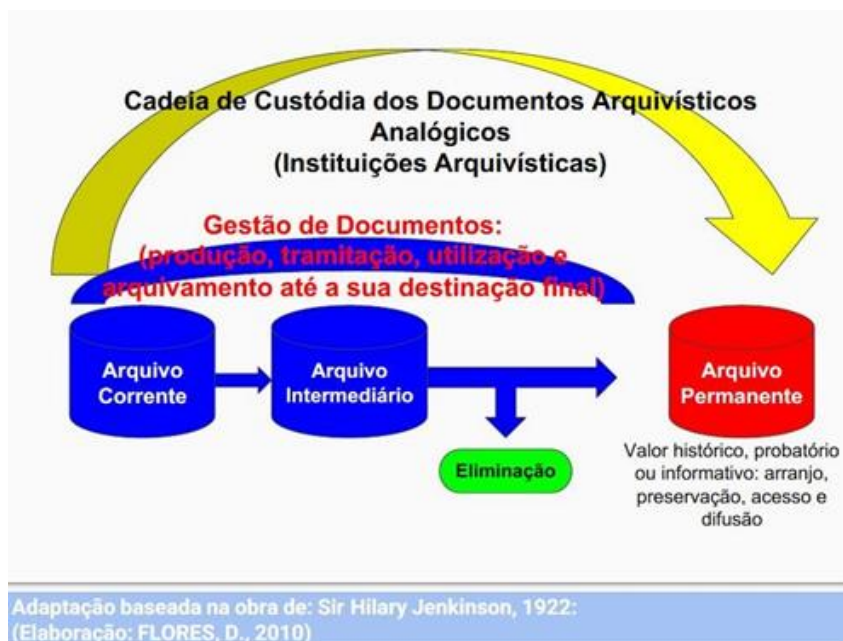 Cadeia de Custódia dos Documentos Arquivísticos
Analógicos
(Instituições Arquivísticas)
Gestão de Documentos:
(produção, tramitação, utilização e
arquivamento até a sua destinação final)
Arquivo
Corrente
Arquivo
Intermediário
Arquivo
Permanente
Eliminação
Valor histórico, probatório
ou informativo: arranjo,
preservação, acesso e
difusão
Adaptação baseada na obra de: Sir Hilary Jenkinson, 1922:
(Elaboração: FLORES, D., 2010)